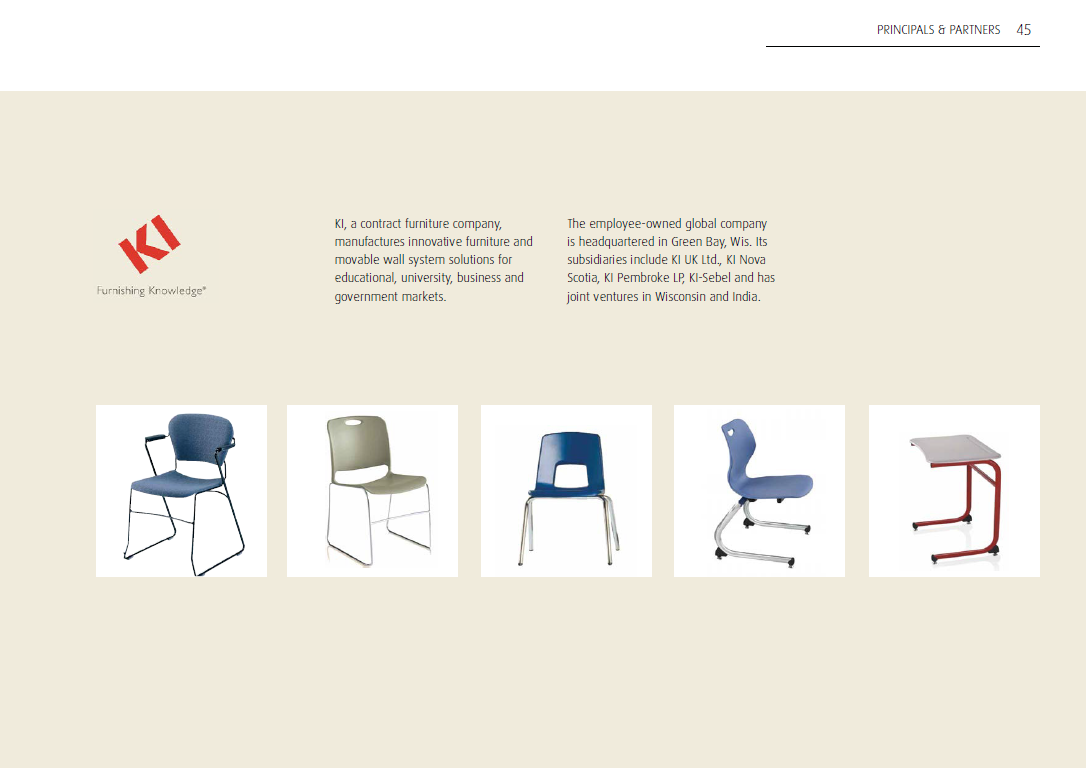 PRINCIPALS & PARTNERS 45
KI
Furnishing Knowledge®
KI, a contract furniture company,
manufactures innovative furniture and
movable wall system solutions for
educational, university, business and
government markets.
The employee-owned global company
is headquartered in Green Bay, Wis. Its
subsidiaries include KI UK Ltd., KI Nova
Scotia, KI Pembroke LP, KI-Sebel and has
joint ventures in Wisconsin and India.